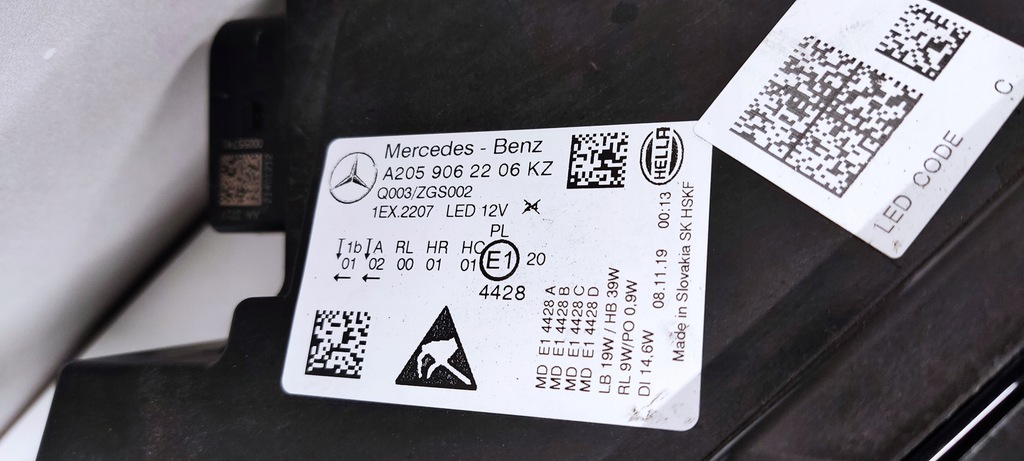 Mercedes - Benz
A205 906 22 06 KZ
Q003/ZGS002
1EX.2207 LED 12V
PL
1b A RL HR HC
01 02 00 01 01
E1 20
4428
MD E1 4428 A
MD E1 4428 B
MD E1 4428 C
MD E1 4428 D
LB 19W / HB 39W
RL 9W/PO 0.9W
DI 14.6W
08.11.19 00:13
Made in Slovakia SK HSKF
HELLA
LED CODE C